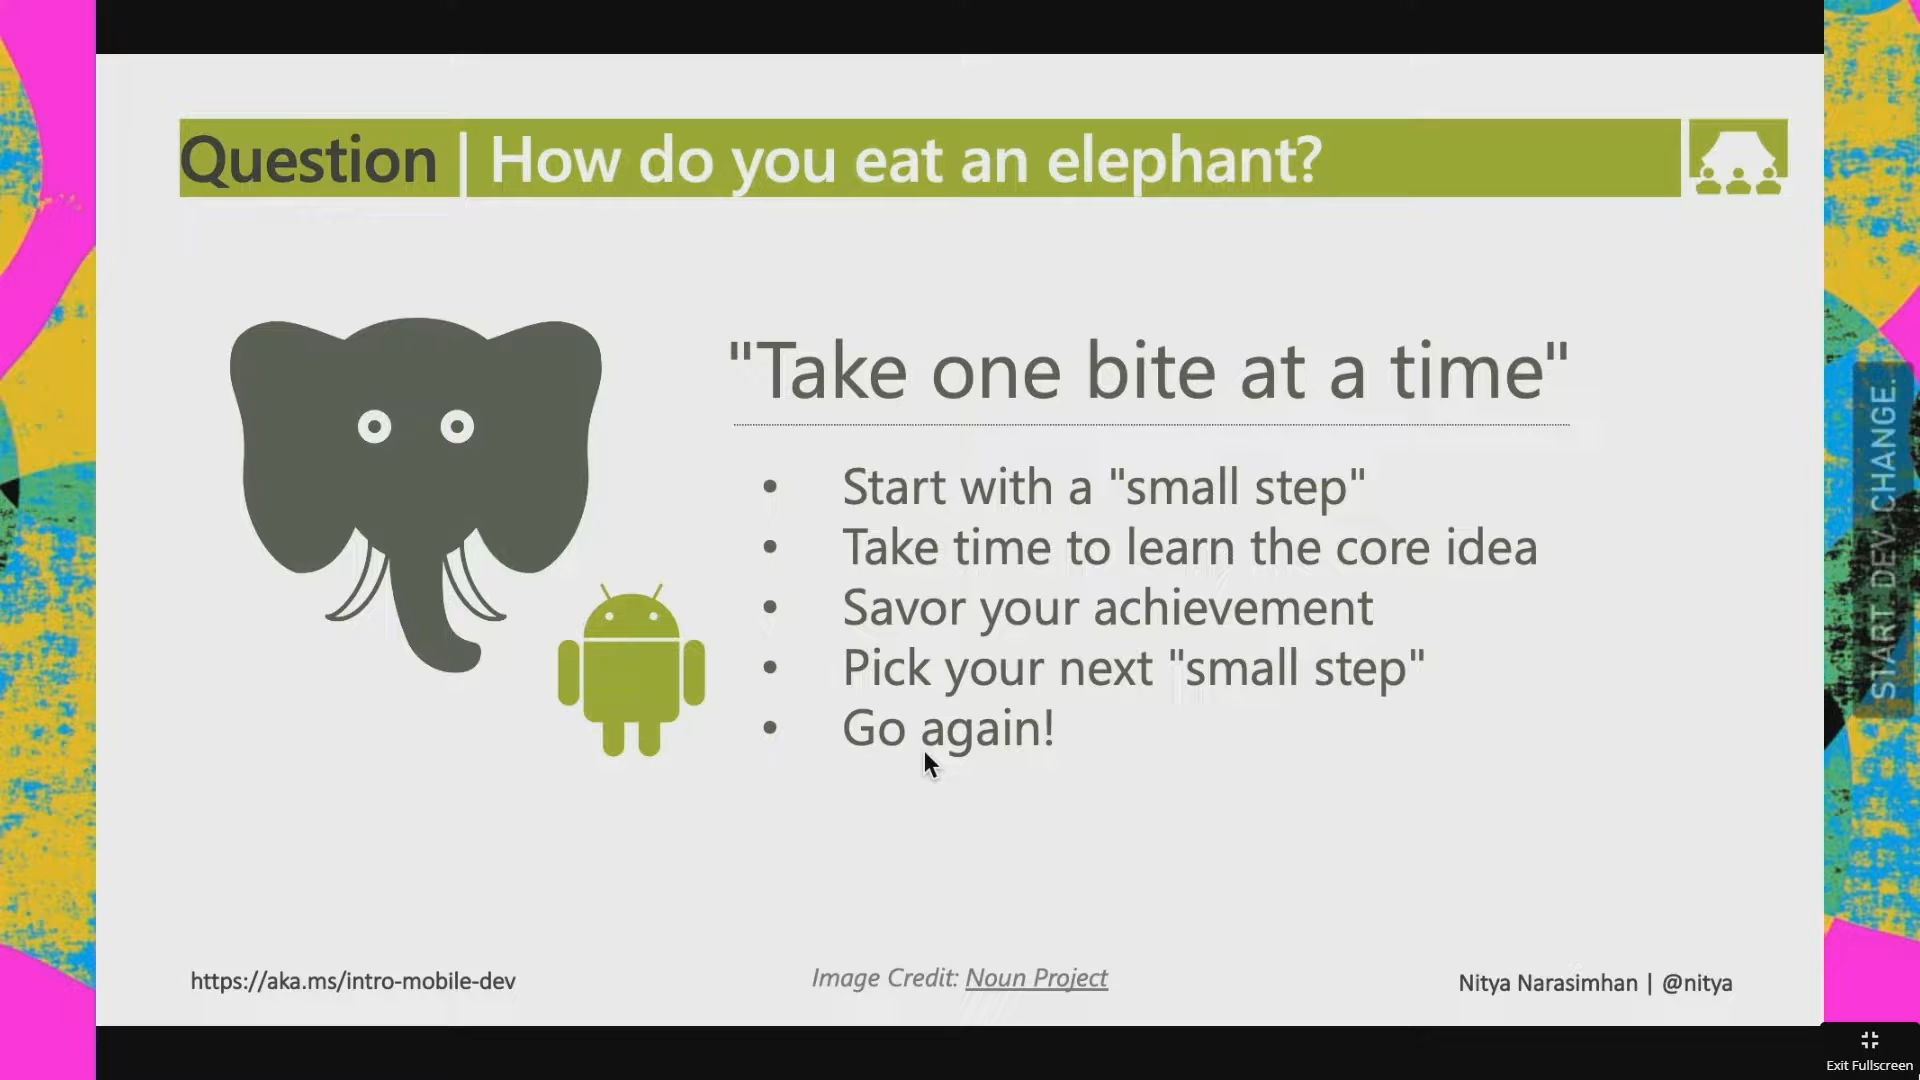 Question | How do you eat an elephant?
"Take one bite at a time"
• Start with a "small step"
• Take time to learn the core idea
• Savor your achievement
• Pick your next "small step"
• Go again!
https://aka.ms/intro-mobile-dev
Image Credit: Noun Project
Nitya Narasimhan | @nitya
START. DEV. CHANGE.
Exit Fullscreen